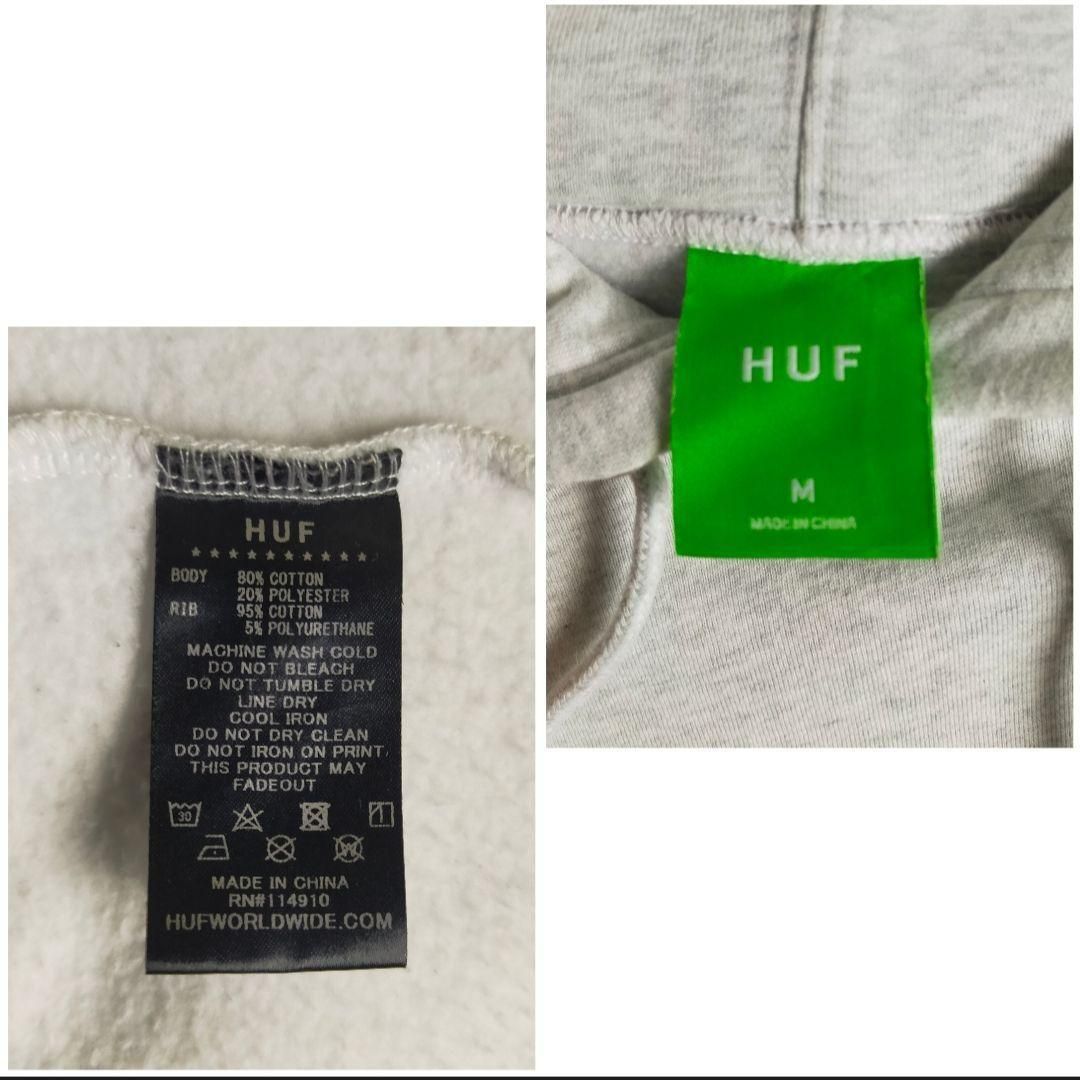 HUF
BODY 80% COTTON
20% POLYESTER
RIB 95% COTTON
5% POLYURETHANE
MACHINE WASH COLD
DO NOT BLEACH
DO NOT TUMBLE DRY
LINE DRY
COOL IRON
DO NOT DRY CLEAN
DO NOT IRON ON PRINT
THIS PRODUCT MAY
FADEOUT
30
W
MADE IN CHINA
RN#114910
HUFWORLDWIDE.COM
HUF
M
MADE IN CHINA